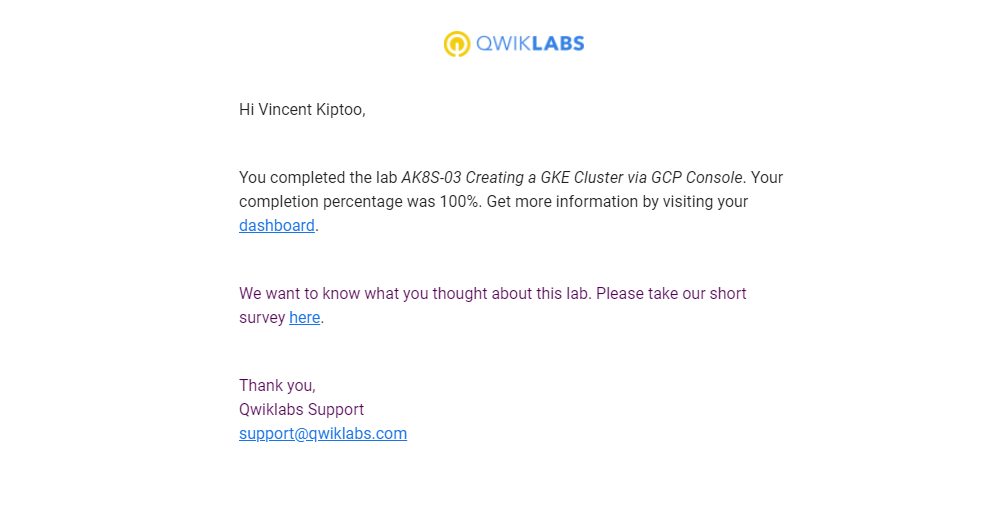 QWIKLABS
Hi Vincent Kiptoo,
You completed the lab AK8S-03 Creating a GKE Cluster via GCP Console. Your
completion percentage was 100%. Get more information by visiting your
dashboard.
We want to know what you thought about this lab. Please take our short
survey here.
Thank you,
Qwiklabs Support
support@qwiklabs.com